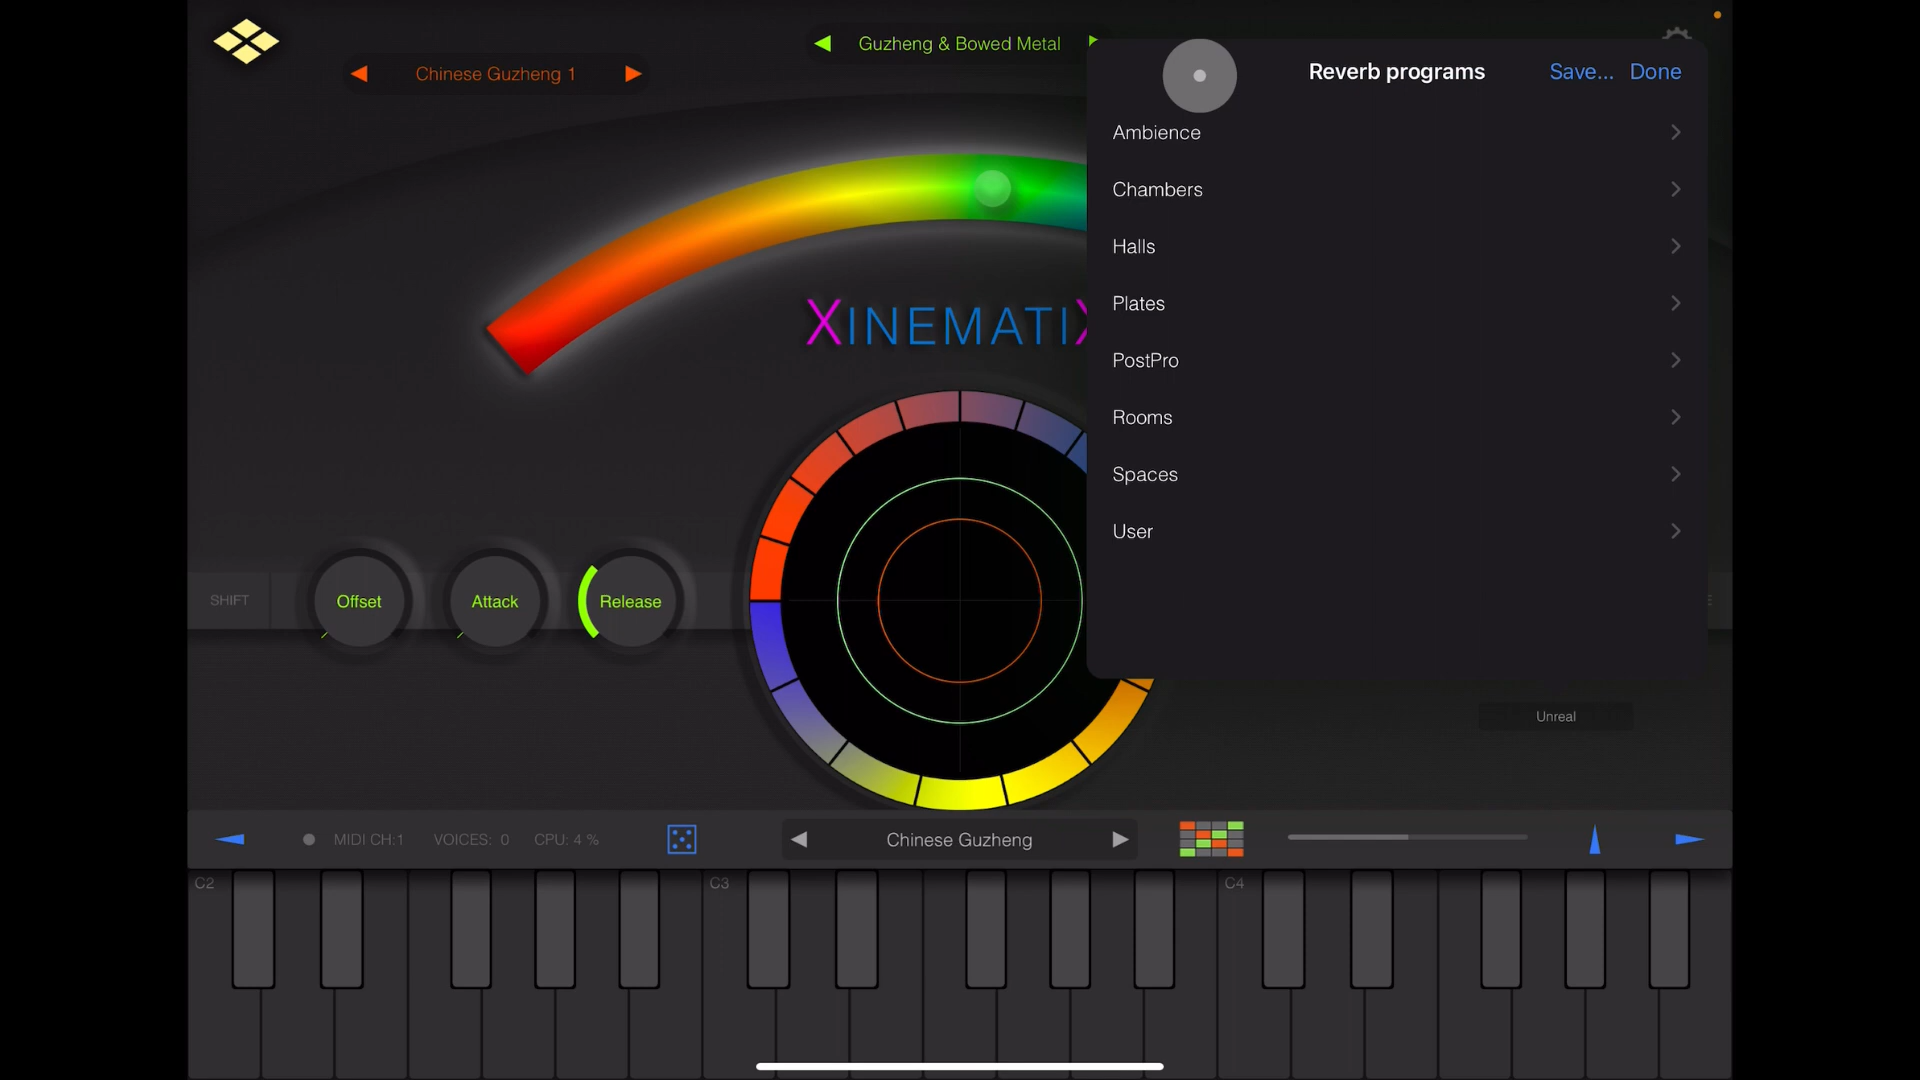 Guzheng & Bowed Metal
Chinese Guzheng 1
Reverb programs
Save...
Done
Ambience
Chambers
Halls
Plates
PostPro
Rooms
Spaces
User
XINEMATIX
SHIFT
Offset
Attack
Release
Unreal
MIDI CH:1
VOICES: 0
CPU: 4 %
Chinese Guzheng
C2
C3
C4